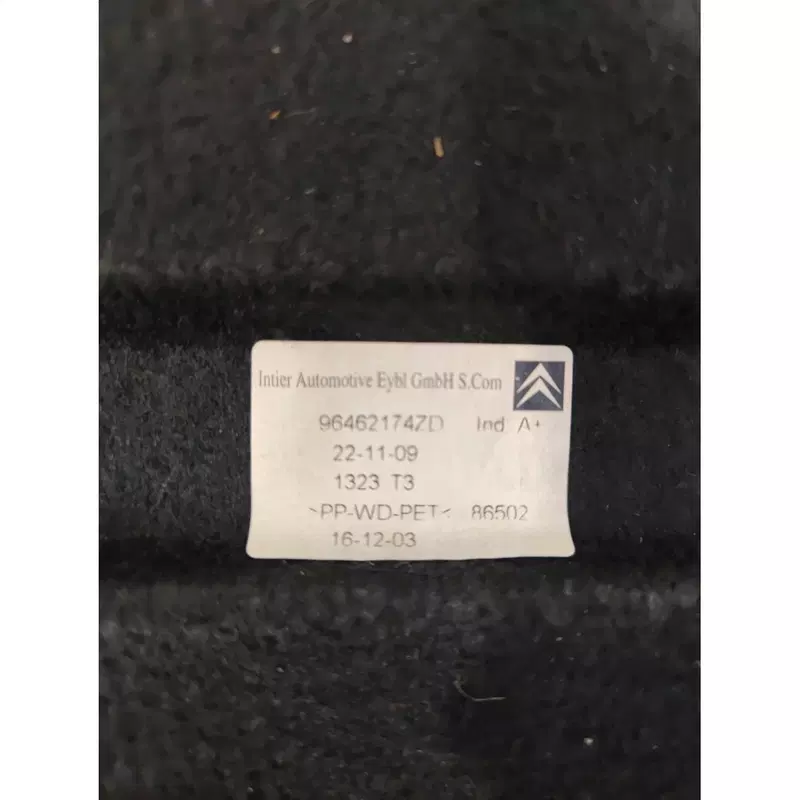 Intier Automotive Eybl GmbH S.Com
96462174ZD Ind A+
22-11-09
1323 T3
>PP-WD-PET< 86502
16-12-03